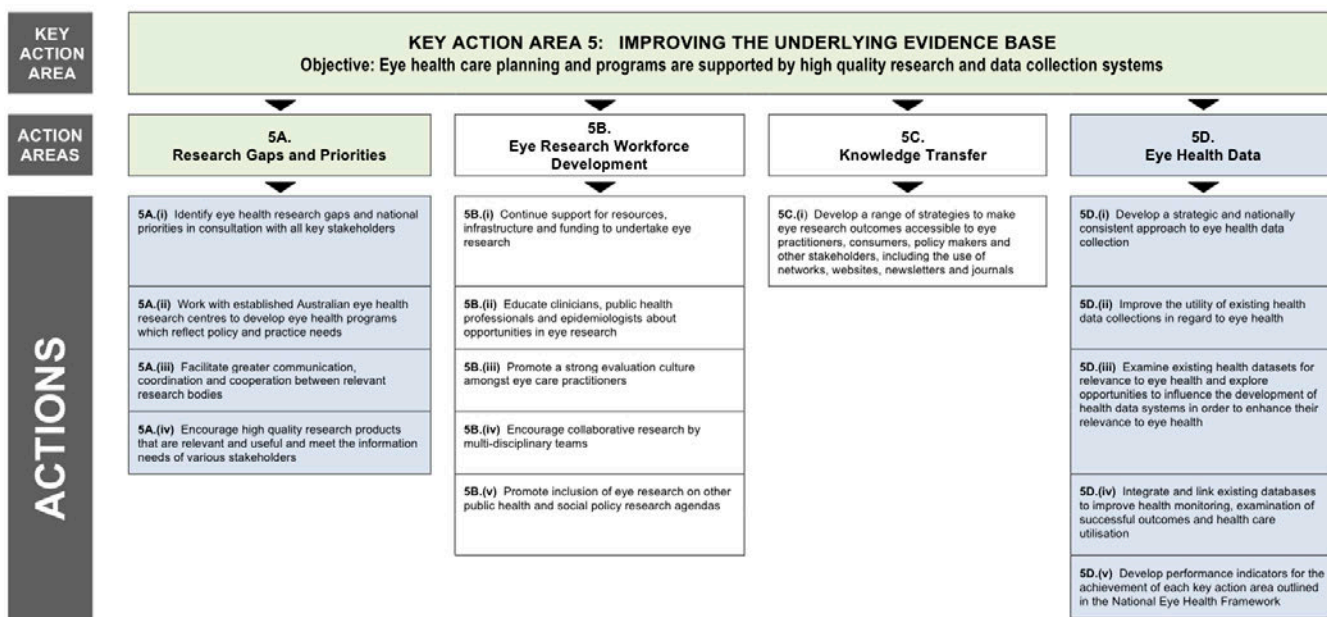 KEY
ACTION
AREA
KEY ACTION AREA 5: IMPROVING THE UNDERLYING EVIDENCE BASE
Objective: Eye health care planning and programs are supported by high quality research and data collection systems
ACTION
AREAS
5A.
Research Gaps and Priorities
5B.
Eye Research Workforce
Development
5C.
Knowledge Transfer
5D.
Eye Health Data
ACTIONS
5A.(i) Identify eye health research gaps and national
priorities in consultation with all key stakeholders
5A.(ii) Work with established Australian eye health
research centres to develop eye health programs
which reflect policy and practice needs
5A.(iii) Facilitate greater communication,
coordination and cooperation between relevant
research bodies
5A.(iv) Encourage high quality research products
that are relevant and useful and meet the information
needs of various stakeholders
5B.(i) Continue support for resources,
infrastructure and funding to undertake eye
research
5B.(ii) Educate clinicians, public health
professionals and epidemiologists about
opportunities in eye research
5B.(iii) Promote a strong evaluation culture
amongst eye care practitioners
5B.(iv) Encourage collaborative research by
multi-disciplinary teams
5B.(v) Promote inclusion of eye research on other
public health and social policy research agendas
5C.(i) Develop a range of strategies to make
eye research outcomes accessible to eye
practitioners, consumers, policy makers and
other stakeholders, including the use of
networks, websites, newsletters and journals
5D.(i) Develop a strategic and nationally
consistent approach to eye health data
collection
5D.(ii) Improve the utility of existing health
data collections in regard to eye health
5D.(iii) Examine existing health datasets for
relevance to eye health and explore
opportunities to influence the development of
health data systems in order to enhance their
relevance to eye health
5D.(iv) Integrate and link existing databases
to improve health monitoring, examination of
successful outcomes and health care
utilisation
5D.(v) Develop performance indicators for the
achievement of each key action area outlined
in the National Eye Health Framework